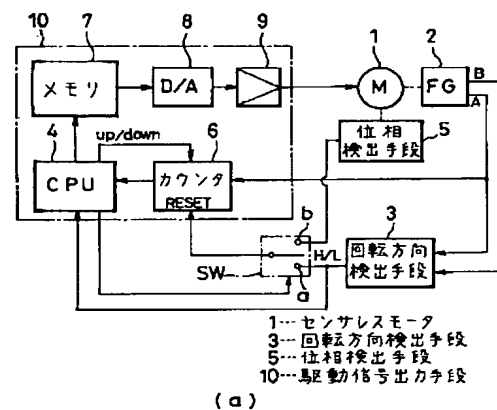 10
7
8
9
1
2
メモリ
D/A
M
FG
B
A
位相
検出手段
5
4
up/down
6
CPU
カウンタ
RESET
3
b
H/L
SW
a
回転方向
検出手段
1…センサレスモータ
3…回転方向検出手段
5…位相検出手段
10…駆動信号出力手段
(a)